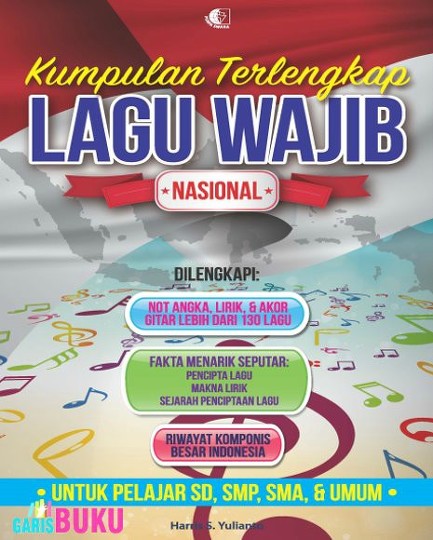 Kumpulan Terlengkap
LAGU WAJIB
NASIONAL
DILENGKAPI:
NOT ANGKA, LIRIK, & AKOR
GITAR LEBIH DARI 130 LAGU
FAKTA MENARIK SEPUTAR:
PENCIPTA LAGU
MAKNA LIRIK
SEJARAH PENCIPTAAN LAGU
RIWAYAT KOMPONIS
BESAR INDONESIA
• UNTUK PELAJAR SD, SMP, SMA, & UMUM •
GARIS BUKU
Harris S. Yulianto